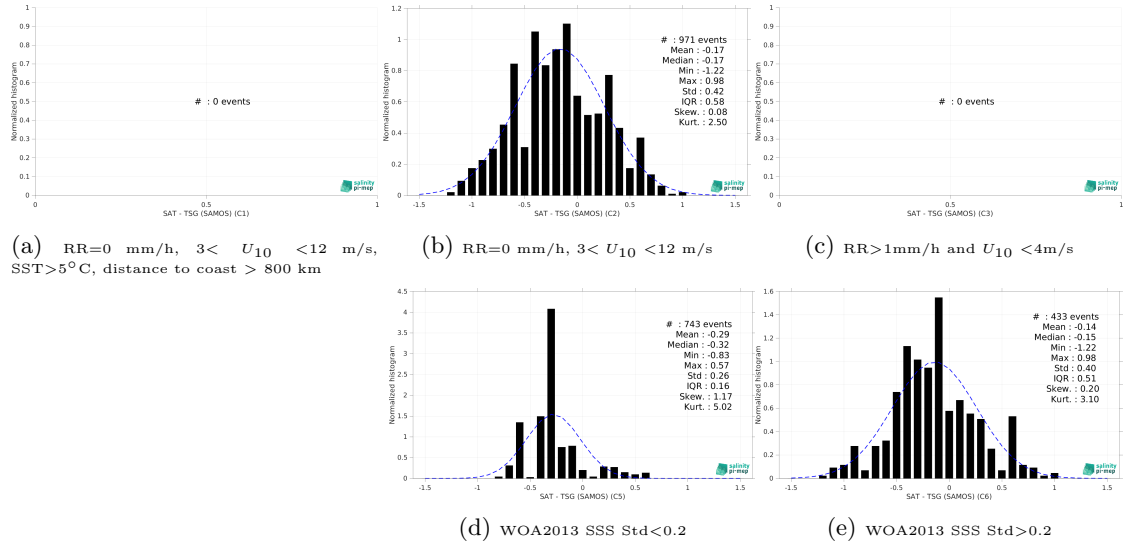 1
0.9
0.8
0.7
0.6
0.5
0.4
0.3
0.2
0.1
0
Normalized histogram
# : 0 events
salinity
pi-mep
0 0.5 1
SAT - TSG (SAMOS) (C1)
(a) RR=0 mm/h, 3< U10 <12 m/s,
SST>5°C, distance to coast > 800 km
1.2
1
0.8
0.6
0.4
0.2
0
Normalized histogram
# : 971 events
Mean : -0.17
Median : -0.17
Min : -1.22
Max : 0.98
Std : 0.42
IQR : 0.58
Skew. : 0.08
Kurt. : 2.50
salinity
pi-mep
-1.5 -1 -0.5 0 0.5 1 1.5
SAT - TSG (SAMOS) (C2)
(b) RR=0 mm/h, 3< U10 <12 m/s
1
0.9
0.8
0.7
0.6
0.5
0.4
0.3
0.2
0.1
0
Normalized histogram
# : 0 events
salinity
pi-mep
0 0.5 1
SAT - TSG (SAMOS) (C3)
(c) RR>1mm/h and U10 <4m/s
4.5
4
3.5
3
2.5
2
1.5
1
0.5
0
Normalized histogram
# : 743 events
Mean : -0.29
Median : -0.32
Min : -0.83
Max : 0.57
Std : 0.26
IQR : 0.16
Skew. : 1.17
Kurt. : 5.02
salinity
pi-mep
-1.5 -1 -0.5 0 0.5 1 1.5
SAT - TSG (SAMOS) (C5)
(d) WOA2013 SSS Std<0.2
1.6
1.4
1.2
1
0.8
0.6
0.4
0.2
0
Normalized histogram
# : 433 events
Mean : -0.14
Median : -0.15
Min : -1.22
Max : 0.98
Std : 0.40
IQR : 0.51
Skew. : 0.20
Kurt. : 3.10
salinity
pi-mep
-1.5 -1 -0.5 0 0.5 1 1.5
SAT - TSG (SAMOS) (C6)
(e) WOA2013 SSS Std>0.2